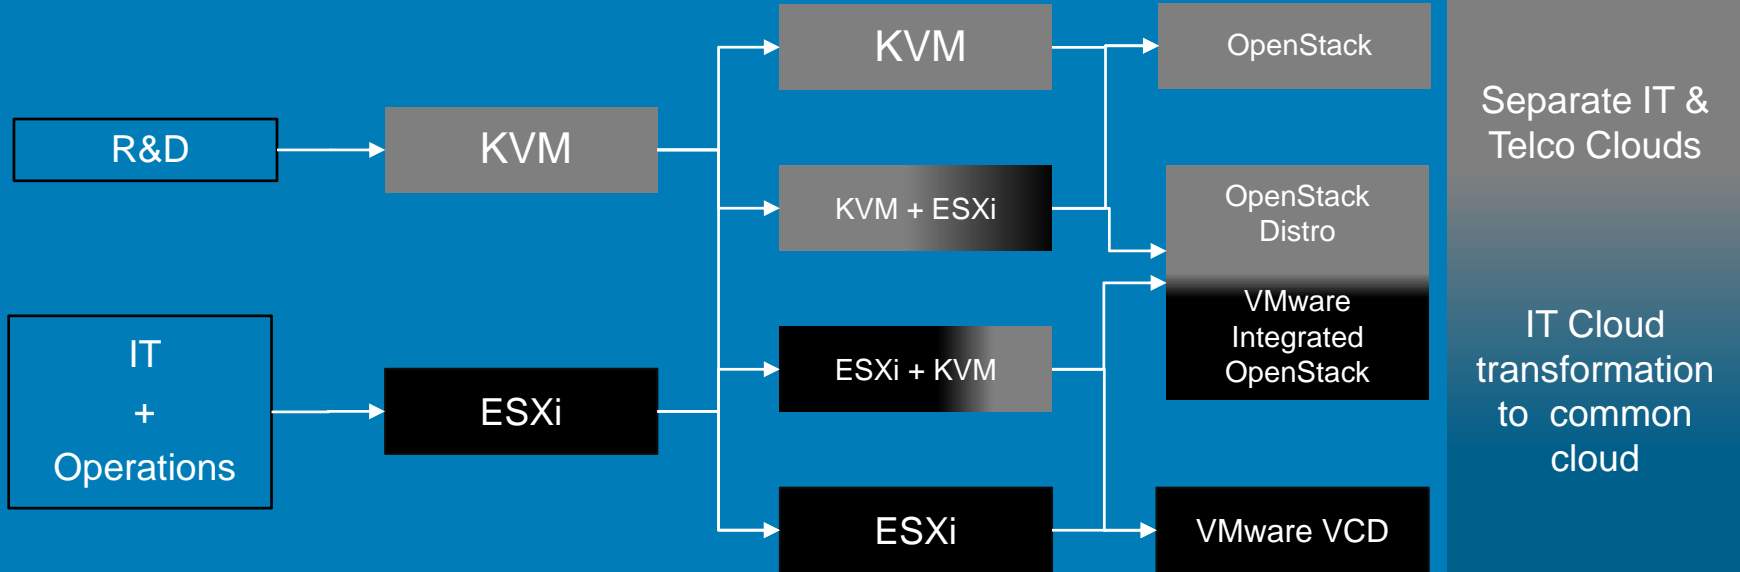 R&D
IT
+
Operations
KVM
ESXi
KVM
KVM + ESXi
ESXi + KVM
ESXi
OpenStack
OpenStack
Distro
VMware
Integrated
OpenStack
VMware VCD
Separate IT &
Telco Clouds
IT Cloud
transformation
to common
cloud